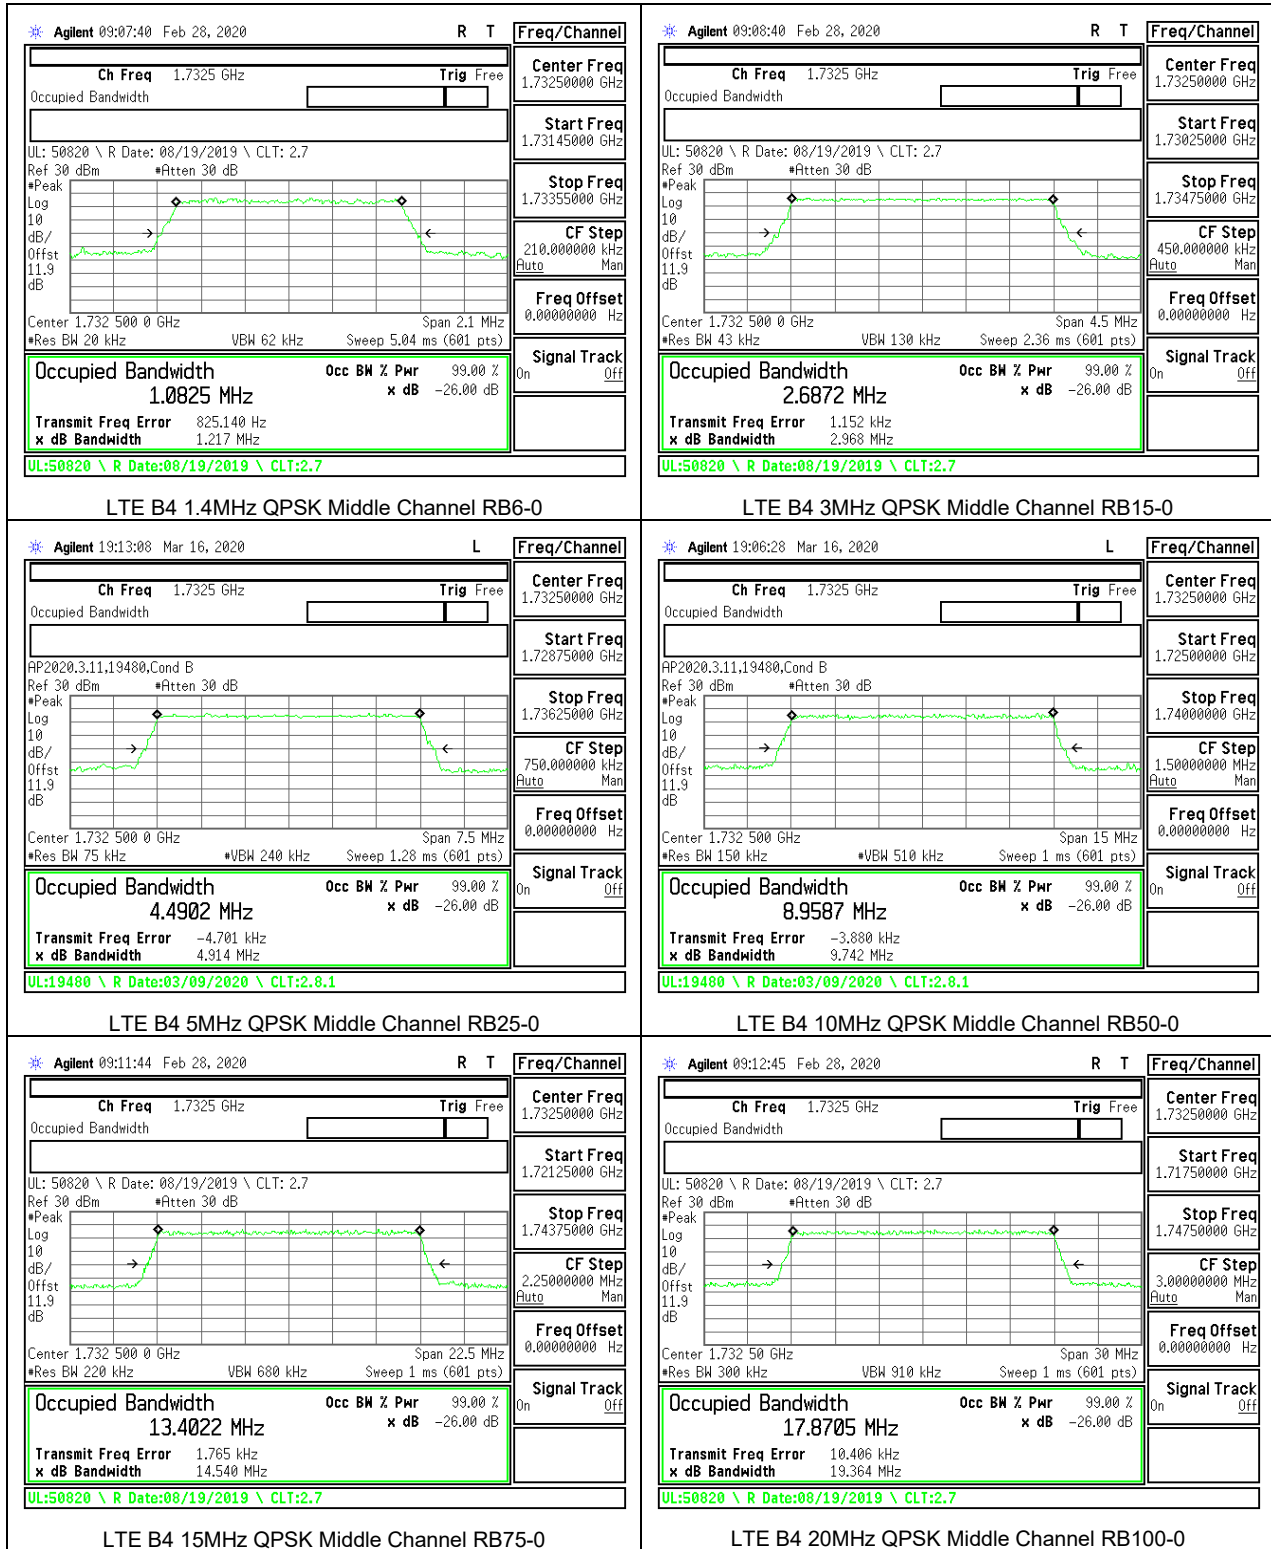 Agilent 09:07:40 Feb 28, 2020 R T
Freq/Channel
Ch Freq 1.7325 GHz Trig Free
Occupied Bandwidth
Center Freq
1.73250000 GHz
Start Freq
1.73145000 GHz
Stop Freq
1.73355000 GHz
CF Step
210.000000 kHz
Auto Man
Freq Offset
0.00000000 Hz
Signal Track
On Off
UL: 50820 \ R Date: 08/19/2019 \ CLT: 2.7
Ref 30 dBm #Atten 30 dB
#Peak
Log
10
dB/
Offst
11.9
dB
Center 1.732 500 0 GHz Span 2.1 MHz
#Res BW 20 kHz VBW 62 kHz Sweep 5.04 ms (601 pts)
Occupied Bandwidth Occ BW % Pwr 99.00 %
1.0825 MHz x dB -26.00 dB
Transmit Freq Error 825.140 Hz
x dB Bandwidth 1.217 MHz
UL:50820 \ R Date:08/19/2019 \ CLT:2.7
LTE B4 1.4MHz QPSK Middle Channel RB6-0
Agilent 09:08:40 Feb 28, 2020 R T
Freq/Channel
Ch Freq 1.7325 GHz Trig Free
Occupied Bandwidth
Center Freq
1.73250000 GHz
Start Freq
1.73025000 GHz
Stop Freq
1.73475000 GHz
CF Step
450.000000 kHz
Auto Man
Freq Offset
0.00000000 Hz
Signal Track
On Off
UL: 50820 \ R Date: 08/19/2019 \ CLT: 2.7
Ref 30 dBm #Atten 30 dB
#Peak
Log
10
dB/
Offst
11.9
dB
Center 1.732 500 0 GHz Span 4.5 MHz
#Res BW 43 kHz VBW 130 kHz Sweep 2.36 ms (601 pts)
Occupied Bandwidth Occ BW % Pwr 99.00 %
2.6872 MHz x dB -26.00 dB
Transmit Freq Error 1.152 kHz
x dB Bandwidth 2.968 MHz
UL:50820 \ R Date:08/19/2019 \ CLT:2.7
LTE B4 3MHz QPSK Middle Channel RB15-0
Agilent 19:13:08 Mar 16, 2020 L
Freq/Channel
Ch Freq 1.7325 GHz Trig Free
Occupied Bandwidth
Center Freq
1.73250000 GHz
Start Freq
1.72875000 GHz
Stop Freq
1.73625000 GHz
CF Step
750.000000 kHz
Auto Man
Freq Offset
0.00000000 Hz
Signal Track
On Off
AP2020.3.11,19480,Cond B
Ref 30 dBm #Atten 30 dB
#Peak
Log
10
dB/
Offst
11.9
dB
Center 1.732 500 0 GHz Span 7.5 MHz
#Res BW 75 kHz #VBW 240 kHz Sweep 1.28 ms (601 pts)
Occupied Bandwidth Occ BW % Pwr 99.00 %
4.4902 MHz x dB -26.00 dB
Transmit Freq Error -4.701 kHz
x dB Bandwidth 4.914 MHz
UL:19480 \ R Date:03/09/2020 \ CLT:2.8.1
LTE B4 5MHz QPSK Middle Channel RB25-0
Agilent 19:06:28 Mar 16, 2020 L
Freq/Channel
Ch Freq 1.7325 GHz Trig Free
Occupied Bandwidth
Center Freq
1.73250000 GHz
Start Freq
1.72500000 GHz
Stop Freq
1.74000000 GHz
CF Step
1.50000000 MHz
Auto Man
Freq Offset
0.00000000 Hz
Signal Track
On Off
AP2020.3.11,19480,Cond B
Ref 30 dBm #Atten 30 dB
#Peak
Log
10
dB/
Offst
11.9
dB
Center 1.732 500 GHz Span 15 MHz
#Res BW 150 kHz #VBW 510 kHz Sweep 1 ms (601 pts)
Occupied Bandwidth Occ BW % Pwr 99.00 %
8.9587 MHz x dB -26.00 dB
Transmit Freq Error -3.880 kHz
x dB Bandwidth 9.742 MHz
UL:19480 \ R Date:03/09/2020 \ CLT:2.8.1
LTE B4 10MHz QPSK Middle Channel RB50-0
Agilent 09:11:44 Feb 28, 2020 R T
Freq/Channel
Ch Freq 1.7325 GHz Trig Free
Occupied Bandwidth
Center Freq
1.73250000 GHz
Start Freq
1.72125000 GHz
Stop Freq
1.74375000 GHz
CF Step
2.25000000 MHz
Auto Man
Freq Offset
0.00000000 Hz
Signal Track
On Off
UL: 50820 \ R Date: 08/19/2019 \ CLT: 2.7
Ref 30 dBm #Atten 30 dB
#Peak
Log
10
dB/
Offst
11.9
dB
Center 1.732 500 0 GHz Span 22.5 MHz
#Res BW 220 kHz VBW 680 kHz Sweep 1 ms (601 pts)
Occupied Bandwidth Occ BW % Pwr 99.00 %
13.4022 MHz x dB -26.00 dB
Transmit Freq Error 1.765 kHz
x dB Bandwidth 14.540 MHz
UL:50820 \ R Date:08/19/2019 \ CLT:2.7
LTE B4 15MHz QPSK Middle Channel RB75-0
Agilent 09:12:45 Feb 28, 2020 R T
Freq/Channel
Ch Freq 1.7325 GHz Trig Free
Occupied Bandwidth
Center Freq
1.73250000 GHz
Start Freq
1.71750000 GHz
Stop Freq
1.74750000 GHz
CF Step
3.00000000 MHz
Auto Man
Freq Offset
0.00000000 Hz
Signal Track
On Off
UL: 50820 \ R Date: 08/19/2019 \ CLT: 2.7
Ref 30 dBm #Atten 30 dB
#Peak
Log
10
dB/
Offst
11.9
dB
Center 1.732 50 GHz Span 30 MHz
#Res BW 300 kHz VBW 910 kHz Sweep 1 ms (601 pts)
Occupied Bandwidth Occ BW % Pwr 99.00 %
17.8705 MHz x dB -26.00 dB
Transmit Freq Error 10.406 kHz
x dB Bandwidth 19.364 MHz
UL:50820 \ R Date:08/19/2019 \ CLT:2.7
LTE B4 20MHz QPSK Middle Channel RB100-0